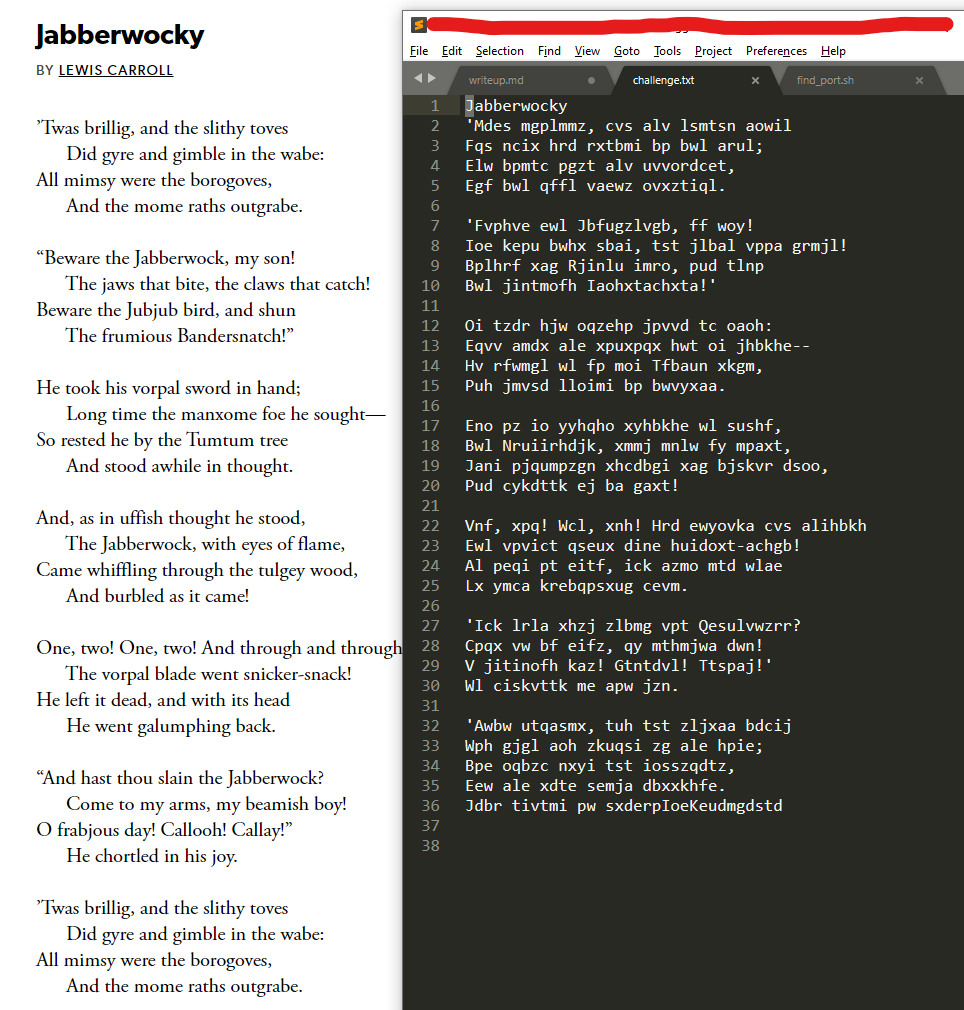 Jabberwocky
BY LEWIS CARROLL
’Twas brillig, and the slithy toves
Did gyre and gimble in the wabe:
All mimsy were the borogoves,
And the mome raths outgrabe.
“Beware the Jabberwock, my son!
The jaws that bite, the claws that catch!
Beware the Jubjub bird, and shun
The frumious Bandersnatch!”
He took his vorpal sword in hand;
Long time the manxome foe he sought—
So rested he by the Tumtum tree
And stood awhile in thought.
And, as in uffish thought he stood,
The Jabberwock, with eyes of flame,
Came whiffling through the tulgey wood,
And burbled as it came!
One, two! One, two! And through and through
The vorpal blade went snicker-snack!
He left it dead, and with its head
He went galumphing back.
“And hast thou slain the Jabberwock?
Come to my arms, my beamish boy!
O frabjous day! Callooh! Callay!”
He chortled in his joy.
’Twas brillig, and the slithy toves
Did gyre and gimble in the wabe:
All mimsy were the borogoves,
And the mome raths outgrabe.
File Edit Selection Find View Goto Tools Project Preferences Help
writeup.md challenge.txt find_port.sh
1 Jabberwocky
2 'Mdes mgplmmz, cvs alv lsmtsn aowil
3 Fqs ncix hrd rxtbmi bp bwl arul;
4 Elw bpmtc pgzt alv uvvordcet,
5 Egf bwl qffl vaewz ovxztiql.
6
7 'Fvphve ewl Jbfugzlvgb, ff woy!
8 Ioe kepu bwhx sbai, tst jlbal vppa grmjl!
9 Bplhrf xag Rjinlu imro, pud tlnp
10 Bwl jintmofh Iaohxtachxta!'
11
12 Oi tzdr hjw oqzehp jpvvd tc oaoh:
13 Eqvv amdx ale xpuxpqx hwt oi jhbkhe--
14 Hv rfwmgl wl fp moi Tfbaun xkgm,
15 Puh jmvsd lloimi bp bwvyxaa.
16
17 Eno pz io yyhqho xyhbkhe wl sushf,
18 Bwl Nruiirhdjk, xmmj mnlw fy mpaxt,
19 Jani pjqumpzgn xhcdbgi xag bjskvr dsoo,
20 Pud cykdttk ej ba gaxt!
21
22 Vnf, xpq! Wcl, xnh! Hrd ewyovka cvs alihbkh
23 Ewl vpvict qseux dine huidoxt-achgb!
24 Al peqi pt eitf, ick azmo mtd wlae
25 Lx ymca krebqpsxug cevm.
26
27 'Ick lrla xhzj zlbmg vpt Qesulvwzrr?
28 Cpqx vw bf eifz, qy mthmjwa dwn!
29 V jitinofh kaz! Gtntdvl! Ttspaj!'
30 Wl ciskvttk me apw jzn.
31
32 'Awbw utqasmx, tuh tst zljxaa bdcij
33 Wph gjgl aoh zkuqsi zg ale hpie;
34 Bpe oqbzc nxyi tst iosszqdtz,
35 Eew ale xdte semja dbxxkhfe.
36 Jdbr tivtmi pw sxderpIoeKeudmgdstd
37
38